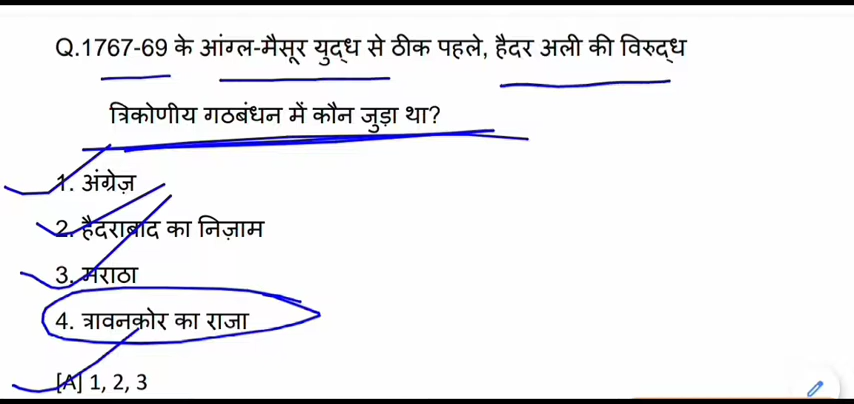 Q.1767-69 के आंग्ल-मैसूर युद्ध से ठीक पहले, हैदर अली की विरुद्ध
त्रिकोणीय गठबंधन में कौन जुड़ा था?
1. अंग्रेज़
2. हैदराबाद का निज़ाम
3. मराठा
4. त्रावनकोर का राजा
[A] 1, 2, 3